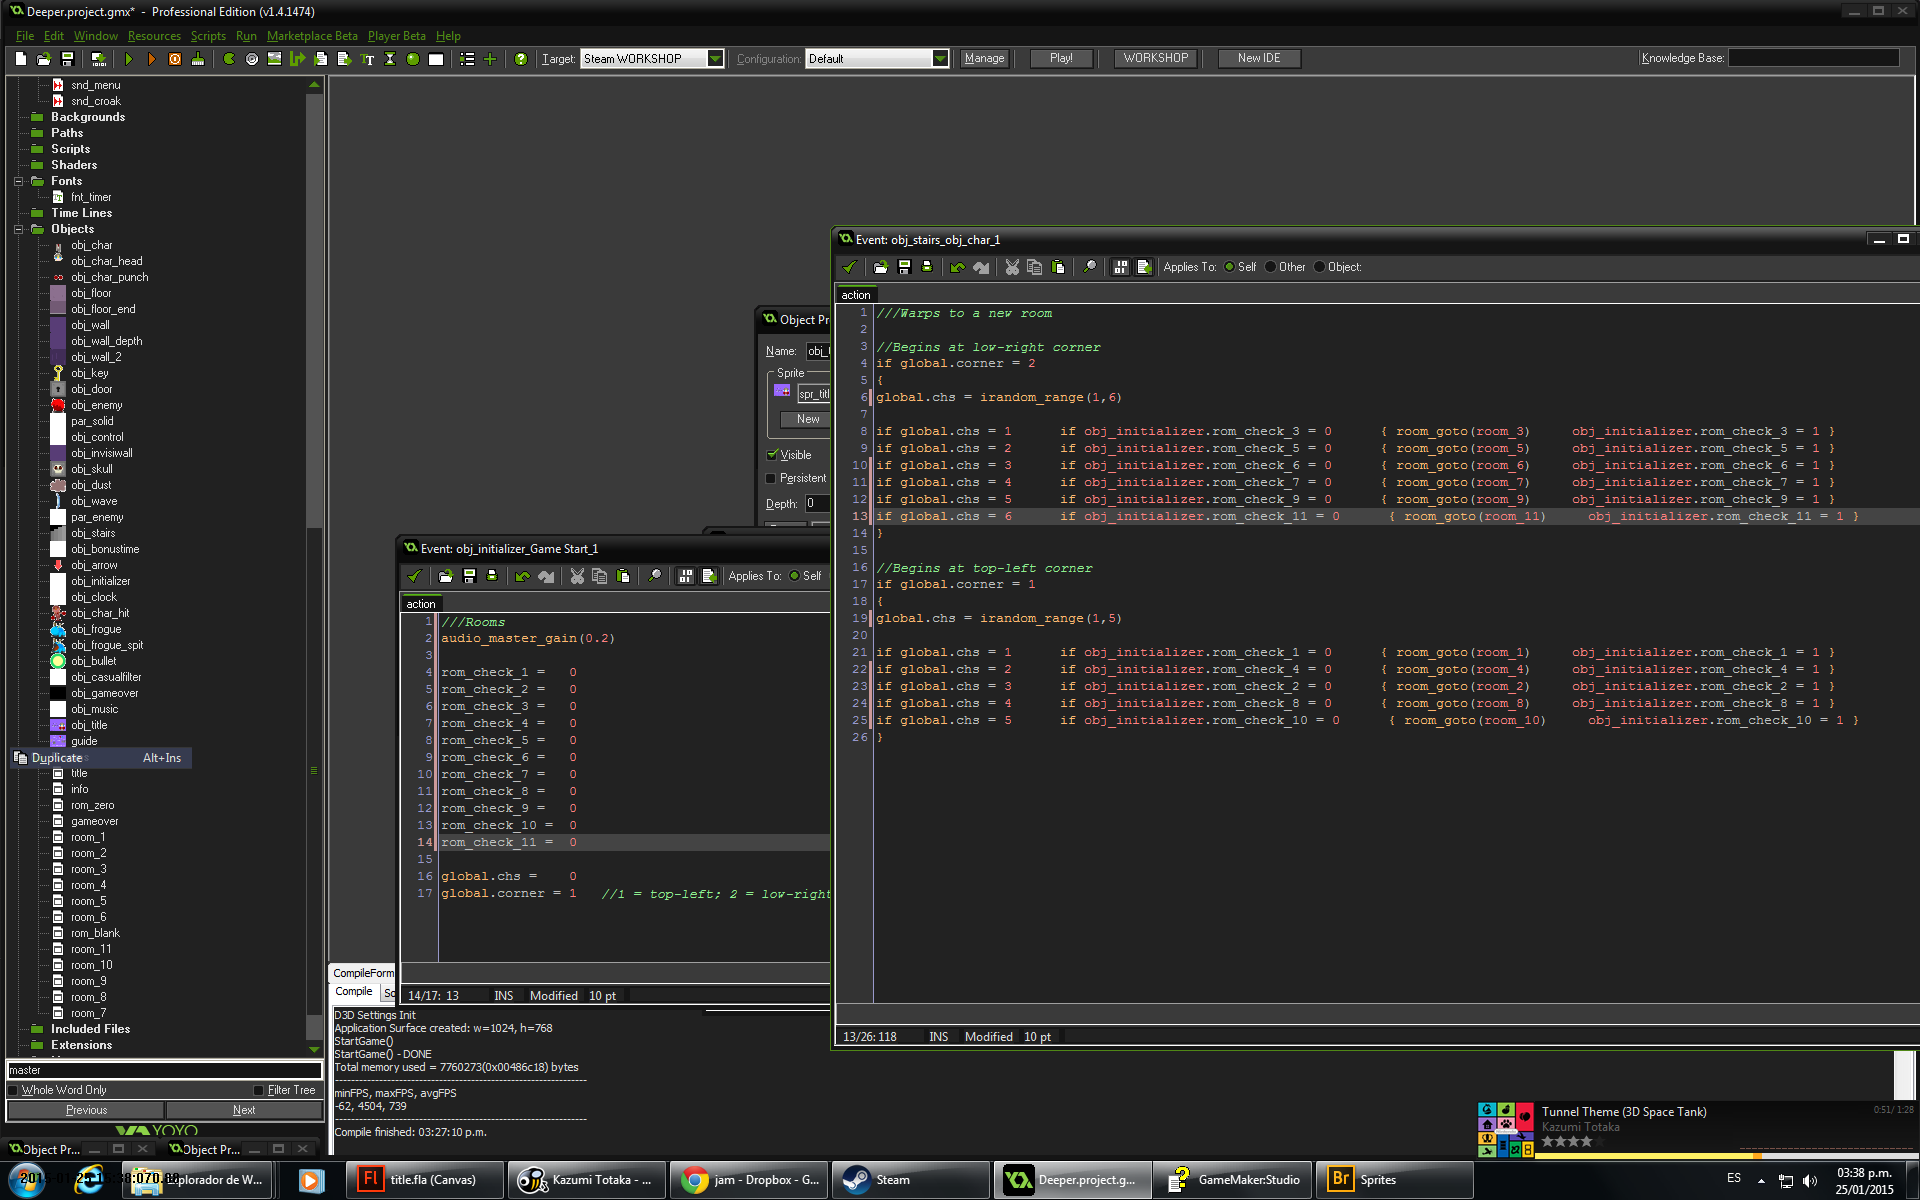 Deeper.project.gmx* - Professional Edition (v1.4.1474)
File Edit Window Resources Scripts Run Marketplace Beta Player Beta Help
Target: Steam WORKSHOP Configuration: Default Manage Play! WORKSHOP New IDE Knowledge Base:
snd_menu
snd_croak
Backgrounds
Paths
Scripts
Shaders
Fonts
fnt_timer
Time Lines
Objects
obj_char
obj_char_head
obj_char_punch
obj_floor
obj_floor_end
obj_wall
obj_wall_depth
obj_wall_2
obj_key
obj_door
obj_enemy
par_solid
obj_control
obj_invisiwall
obj_skull
obj_dust
obj_wave
par_enemy
obj_stairs
obj_bonustime
obj_arrow
obj_initializer
obj_clock
obj_char_hit
obj_frogue
obj_frogue_spit
obj_bullet
obj_casualfilter
obj_gameover
obj_music
obj_title
guide
Duplicate Alt+Ins
title
info
rom_zero
gameover
room_1
room_2
room_3
room_4
room_5
room_6
rom_blank
room_11
room_10
room_9
room_8
room_7
Included Files
Extensions
master
Whole Word Only Filter Tree
Previous Next
YOYO
Object Pr... Object Pr...
Object Pr
Name: obj_
Sprite
spr_titl
New
Visible
Persistent
Depth: 0
Event: obj_initializer_Game Start_1
Applies To: Self
action
1 ///Rooms
2 audio_master_gain(0.2)
3
4 rom_check_1 = 0
5 rom_check_2 = 0
6 rom_check_3 = 0
7 rom_check_4 = 0
8 rom_check_5 = 0
9 rom_check_6 = 0
10 rom_check_7 = 0
11 rom_check_8 = 0
12 rom_check_9 = 0
13 rom_check_10 = 0
14 rom_check_11 = 0
15
16 global.chs = 0
17 global.corner = 1 //1 = top-left; 2 = low-right
14/17: 13 INS Modified 10 pt
Event: obj_stairs_obj_char_1
Applies To: Self Other Object:
action
1 ///Warps to a new room
2
3 //Begins at low-right corner
4 if global.corner = 2
5 {
6 global.chs = irandom_range(1,6)
7
8 if global.chs = 1 if obj_initializer.rom_check_3 = 0 { room_goto(room_3) obj_initializer.rom_check_3 = 1 }
9 if global.chs = 2 if obj_initializer.rom_check_5 = 0 { room_goto(room_5) obj_initializer.rom_check_5 = 1 }
10 if global.chs = 3 if obj_initializer.rom_check_6 = 0 { room_goto(room_6) obj_initializer.rom_check_6 = 1 }
11 if global.chs = 4 if obj_initializer.rom_check_7 = 0 { room_goto(room_7) obj_initializer.rom_check_7 = 1 }
12 if global.chs = 5 if obj_initializer.rom_check_9 = 0 { room_goto(room_9) obj_initializer.rom_check_9 = 1 }
13 if global.chs = 6 if obj_initializer.rom_check_11 = 0 { room_goto(room_11) obj_initializer.rom_check_11 = 1 }
14 }
15
16 //Begins at top-left corner
17 if global.corner = 1
18 {
19 global.chs = irandom_range(1,5)
20
21 if global.chs = 1 if obj_initializer.rom_check_1 = 0 { room_goto(room_1) obj_initializer.rom_check_1 = 1 }
22 if global.chs = 2 if obj_initializer.rom_check_4 = 0 { room_goto(room_4) obj_initializer.rom_check_4 = 1 }
23 if global.chs = 3 if obj_initializer.rom_check_2 = 0 { room_goto(room_2) obj_initializer.rom_check_2 = 1 }
24 if global.chs = 4 if obj_initializer.rom_check_8 = 0 { room_goto(room_8) obj_initializer.rom_check_8 = 1 }
25 if global.chs = 5 if obj_initializer.rom_check_10 = 0 { room_goto(room_10) obj_initializer.rom_check_10 = 1 }
26 }
13/26: 118 INS Modified 10 pt
CompileForm
Compile Sc
D3D Settings Init
Application Surface created: w=1024, h=768
StartGame()
StartGame() - DONE
Total memory used = 7760273(0x00486c18) bytes
minFPS, maxFPS, avgFPS
-62, 4504, 739
Compile finished: 03:27:10 p.m.
Tunnel Theme (3D Space Tank) 0:51/ 1:28
Kazumi Totaka
plorador de W... title.fla (Canvas) Kazumi Totaka - ... jam - Dropbox - G... Steam Deeper.project.g... GameMaker:Studio Sprites ES 03:38 p.m.
25/01/2015